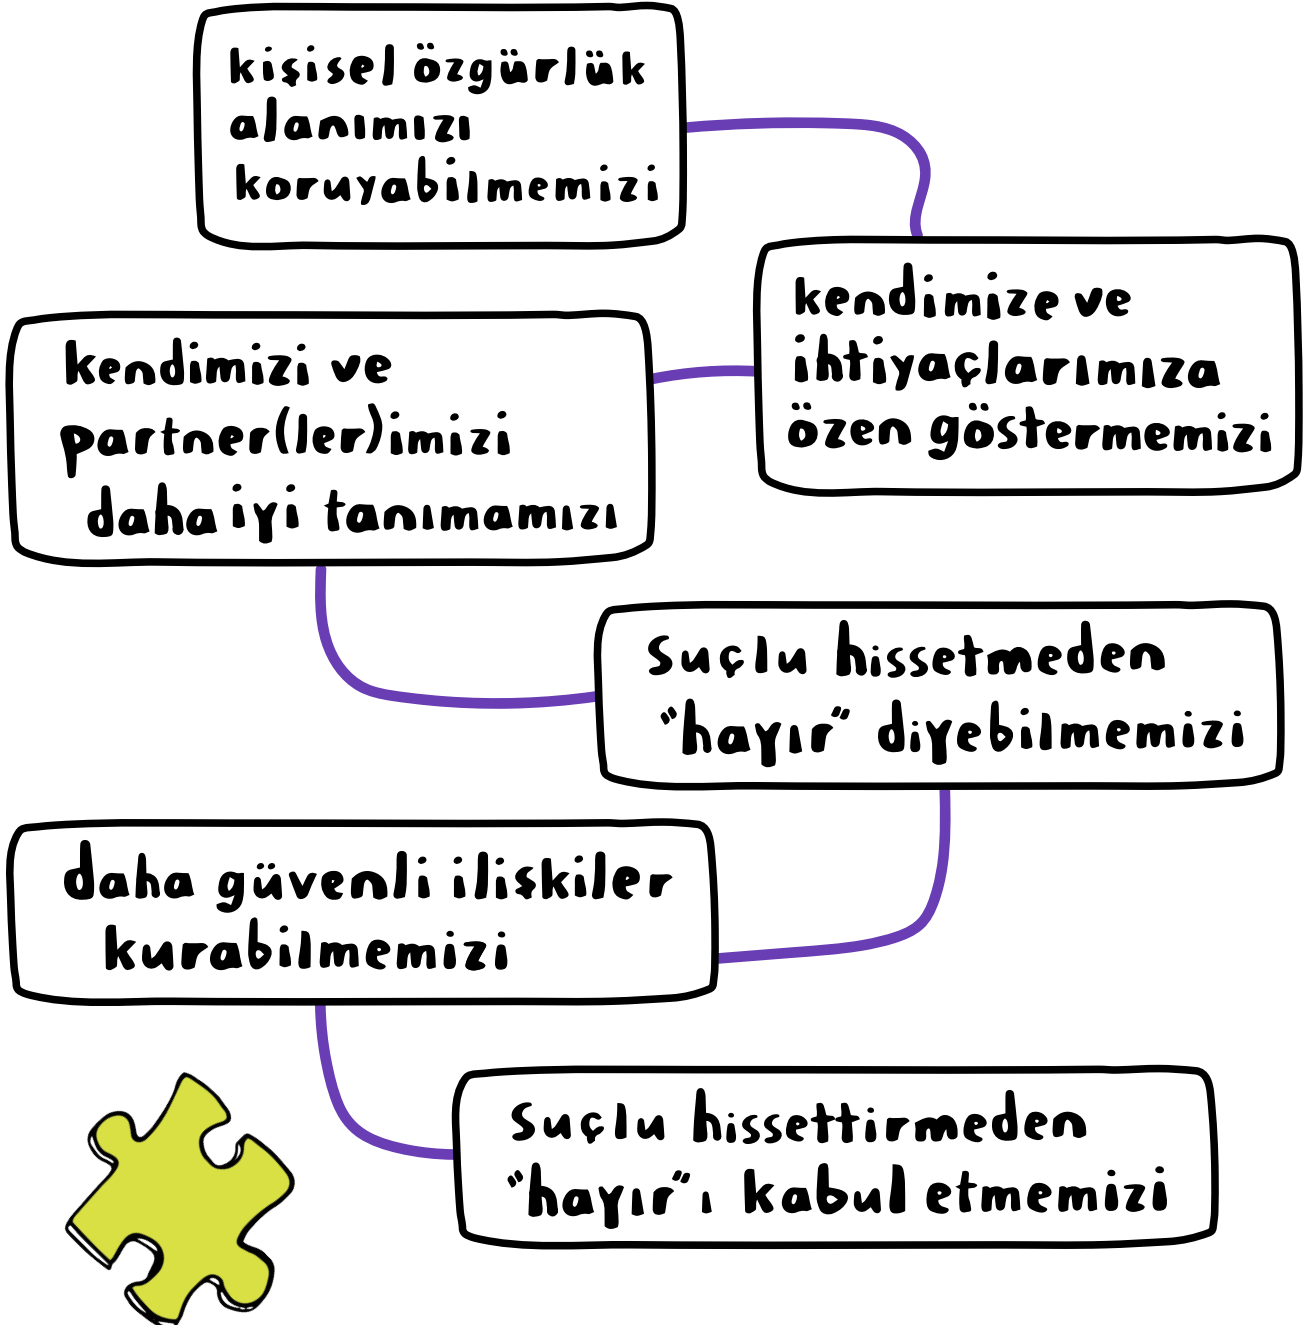 kişisel özgürlük
alanımızı
koruyabilmemizi
kendimize ve
ihtiyaçlarımıza
özen göstermemizi
kendimizi ve
partner(ler)imizi
daha iyi tanımamızı
Suçlu hissetmeden
"hayır" diyebilmemizi
daha güvenli ilişkiler
kurabilmemizi
Suçlu hissettirmeden
"hayır"ı kabul etmemizi